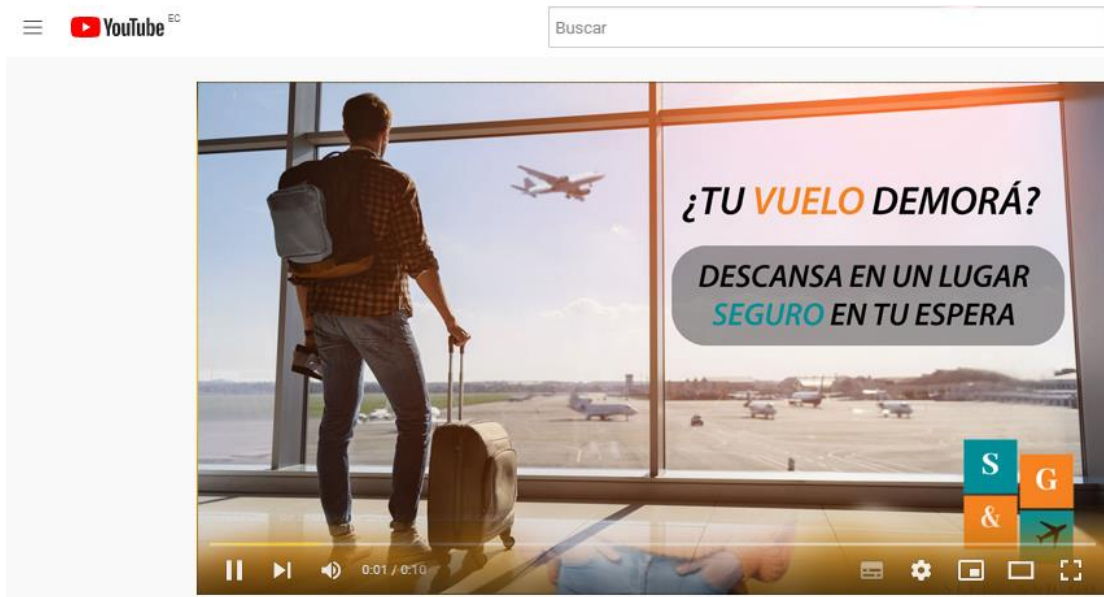 YouTube EC
Buscar
¿TU VUELO DEMORÁ?
DESCANSA EN UN LUGAR
SEGURO EN TU ESPERA
S
G
&
0:01 / 0:10